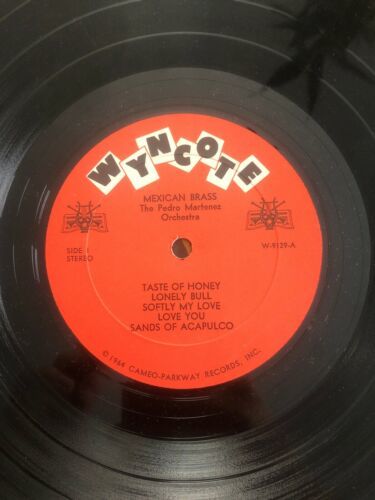 WYNCOTE
MEXICAN BRASS
The Pedro Martenez
Orchestra
SIDE 1
STEREO
W-9129-A
TASTE OF HONEY
LONELY BULL
SOFTLY MY LOVE
LOVE YOU
SANDS OF ACAPULCO
© 1964 CAMEO-PARKWAY RECORDS, INC.